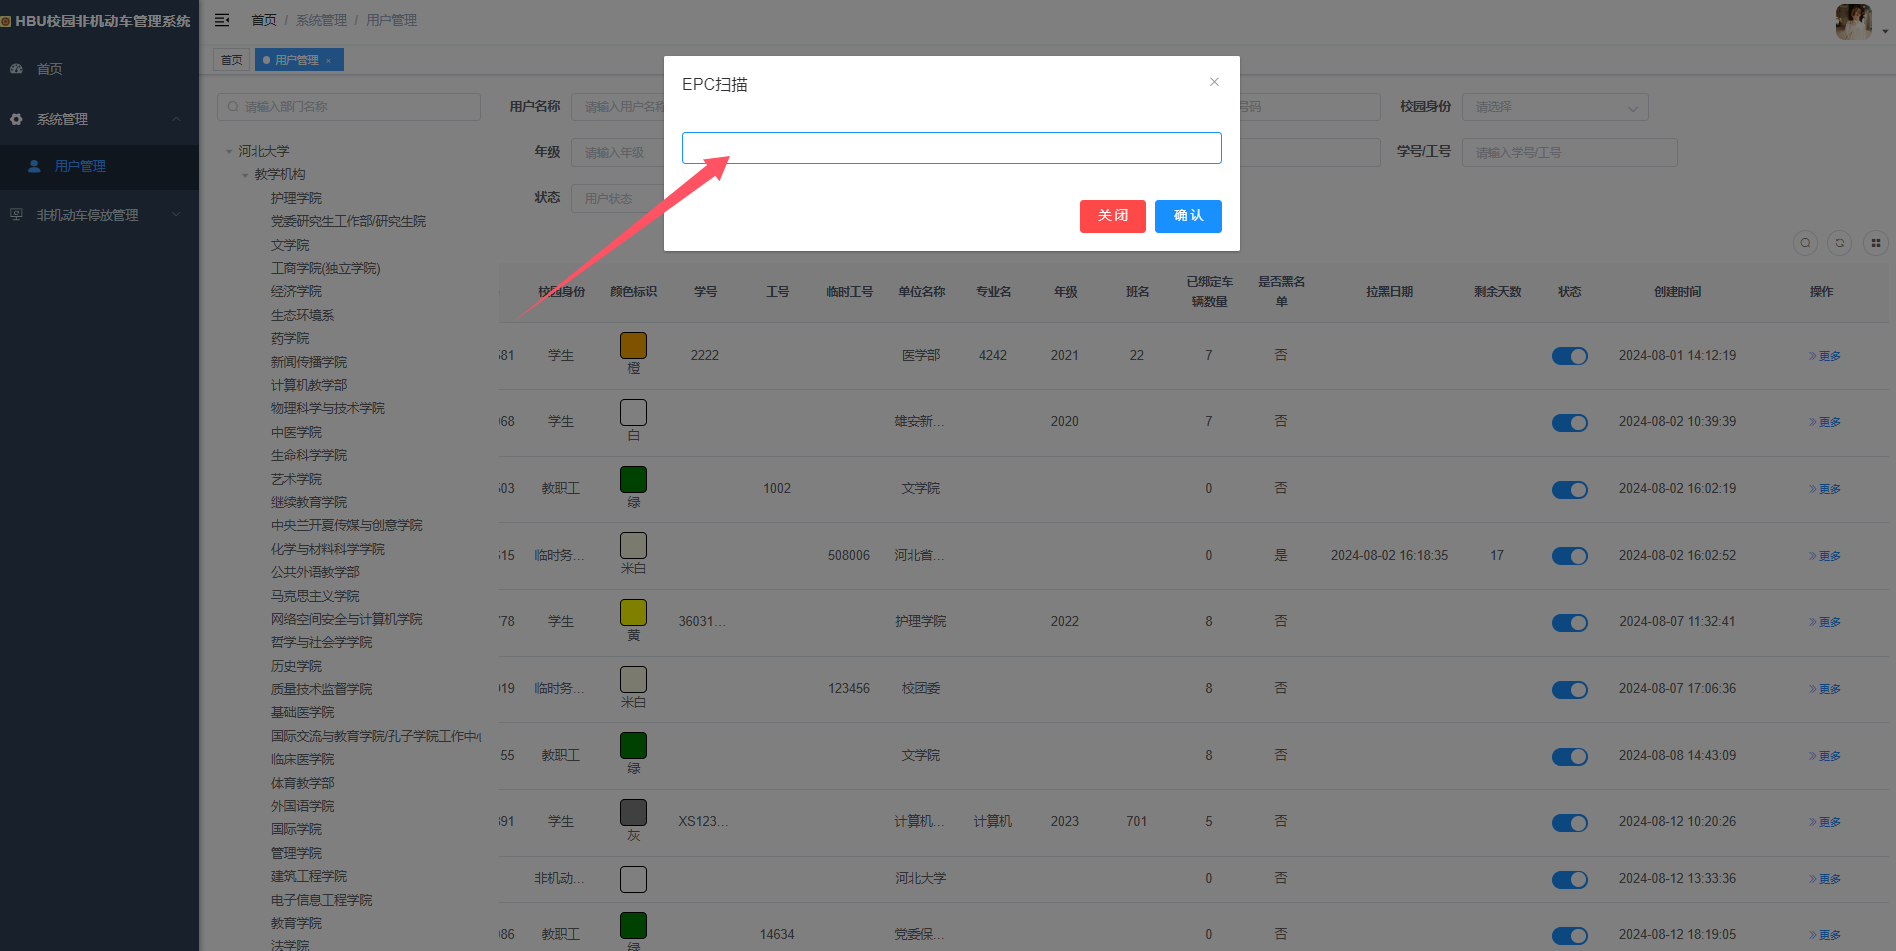 HBU校园非机动车管理系统
首页 / 系统管理 / 用户管理
首页
用户管理 ×
首页
系统管理
用户管理
非机动车停放管理
请输入部门名称
河北大学
教学机构
护理学院
党委研究生工作部/研究生院
文学院
工商学院(独立学院)
经济学院
生态环境系
药学院
新闻传播学院
计算机教学部
物理科学与技术学院
中医学院
生命科学学院
艺术学院
继续教育学院
中央兰开夏传媒与创意学院
化学与材料科学学院
公共外语教学部
马克思主义学院
网络空间安全与计算机学院
哲学与社会学学院
历史学院
质量技术监督学院
基础医学院
国际交流与教育学院/孔子学院工作中
临床医学院
体育教学部
外国语学院
国际学院
管理学院
建筑工程学院
电子信息工程学院
教育学院
法学院
用户名称 请输入用户名称
号码
校园身份 请选择
年级 请输入年级
学号/工号 请输入学号/工号
状态 用户状态
EPC扫描 ×
关闭 确认
校园身份 颜色标识 学号 工号 临时工号 单位名称 专业名 年级 班名 已绑定车辆数量 是否黑名单 拉黑日期 剩余天数 状态 创建时间 操作
581 学生 橙 2222 医学部 4242 2021 22 7 否 2024-08-01 14:12:19 更多
968 学生 白 雄安新... 2020 7 否 2024-08-02 10:39:39 更多
503 教职工 绿 1002 文学院 0 否 2024-08-02 16:02:19 更多
515 临时务... 米白 508006 河北省... 0 是 2024-08-02 16:18:35 17 2024-08-02 16:02:52 更多
778 学生 黄 36031... 护理学院 2022 8 否 2024-08-07 11:32:41 更多
919 临时务... 米白 123456 校团委 8 否 2024-08-07 17:06:36 更多
55 教职工 绿 文学院 8 否 2024-08-08 14:43:09 更多
891 学生 灰 XS123... 计算机... 计算机 2023 701 5 否 2024-08-12 10:20:26 更多
非机动... 河北大学 0 否 2024-08-12 13:33:36 更多
986 教职工 绿 14634 党委保... 0 否 2024-08-12 18:19:05 更多